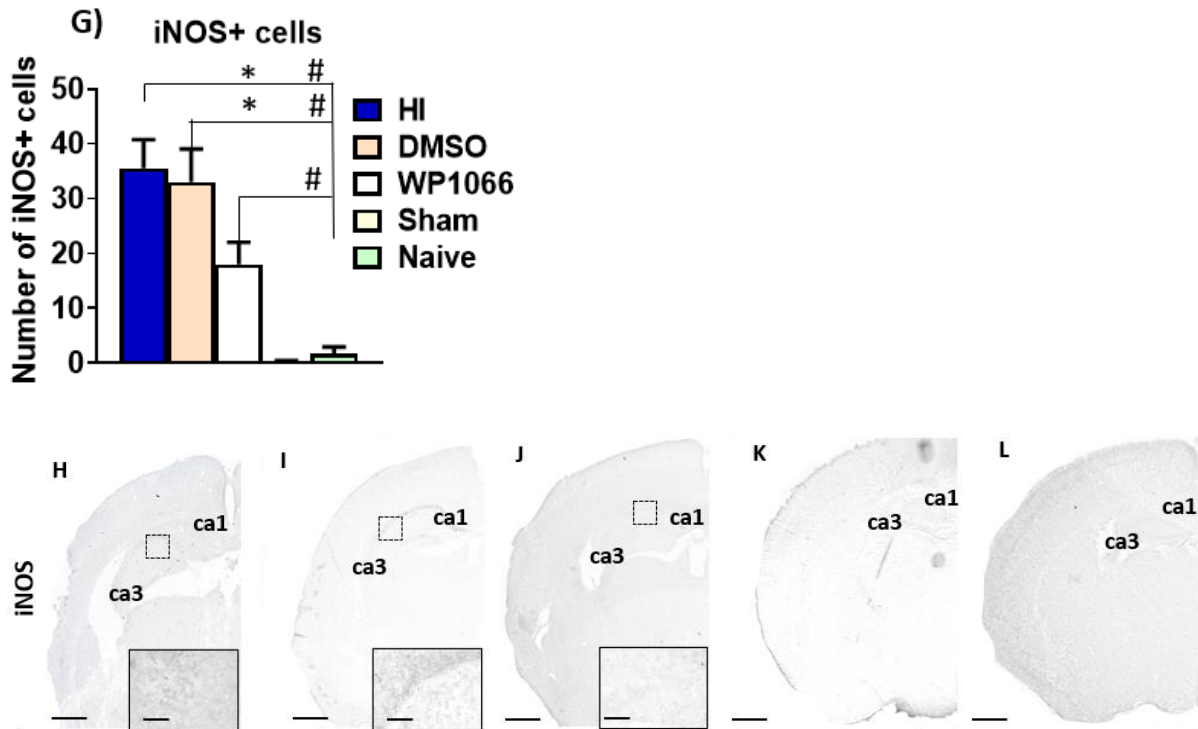 G)
iNOS+ cells
* #
50
HI
* #
40
DMSO
30
#
WP1066
20
Sham
10
Naive
0
Number of iNOS+ cells
H
I
J
K
L
ca1
ca3
ca1
ca3
ca1
ca3
ca1
ca3
ca1
ca3
iNOS